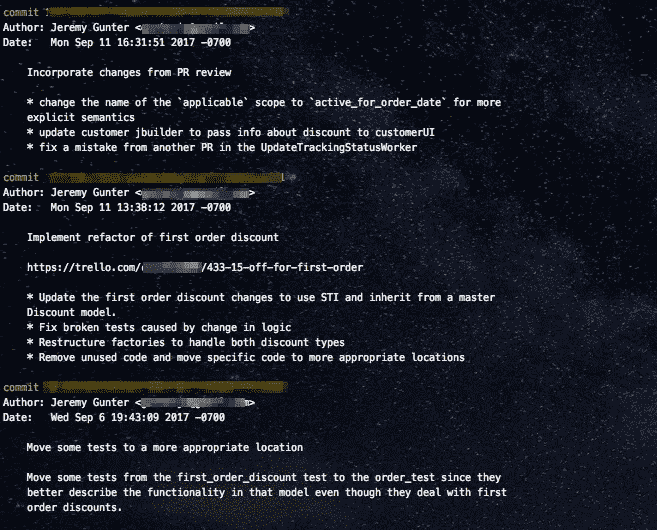 commit
Author: Jeremy Gunter <
>
Date:   Mon Sep 11 16:31:51 2017 -0700
Incorporate changes from PR review
* change the name of the `applicable` scope to `active_for_order_date` for more
explicit semantics
* update customer jbuilder to pass info about discount to customerUI
* fix a mistake from another PR in the UpdateTrackingStatusWorker
commit
Author: Jeremy Gunter <
>
Date:   Mon Sep 11 13:38:12 2017 -0700
Implement refactor of first order discount
https://trello.com/
/433-15-off-for-first-order
* Update the first order discount changes to use STI and inherit from a master
Discount model.
* Fix broken tests caused by change in logic
* Restructure factories to handle both discount types
* Remove unused code and move specific code to more appropriate locations
commit
Author: Jeremy Gunter <
>
Date:   Wed Sep 6 19:43:09 2017 -0700
Move some tests to a more appropriate location
Move some tests from the first_order_discount test to the order_test since they
better describe the functionality in that model even though they deal with first
order discounts.